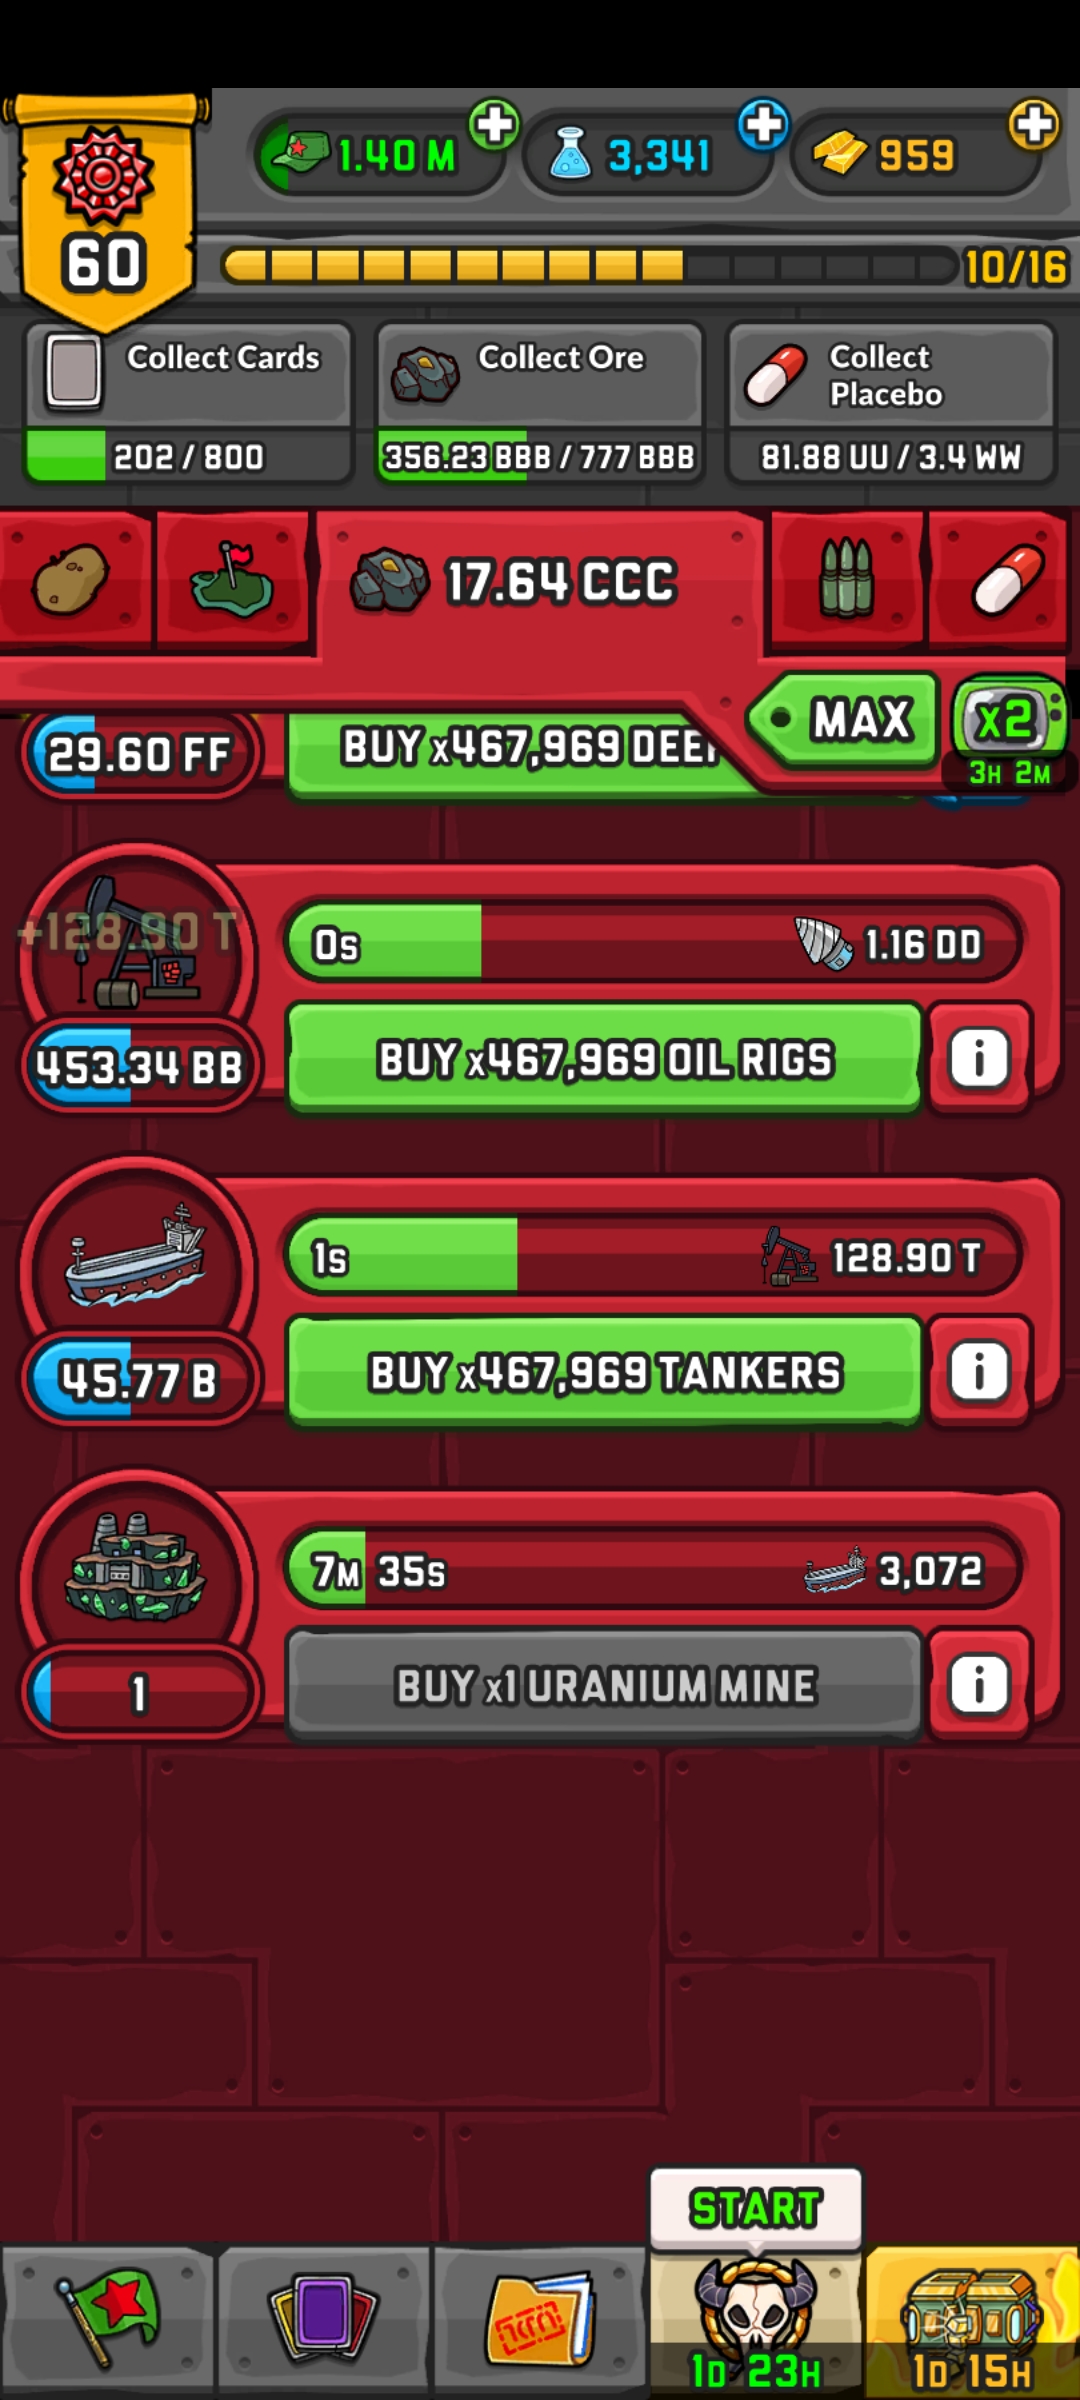 1.40 M
3,341
959
60
10/16
Collect Cards
202 / 800
Collect Ore
356.23 BBB / 777 BBB
Collect
Placebo
81.88 UU / 3.4 WW
17.64 CCC
MAX
x2
3H 2M
29.60 FF
BUY x467,969
+128.90 T
0s
1.16 DD
453.34 BB
BUY x467,969 OIL RIGS
i
1s
128.90 T
45.77 B
BUY x467,969 TANKERS
i
7M 35s
3,072
1
BUY x1 URANIUM MINE
i
START
1D 23H
1D 15H